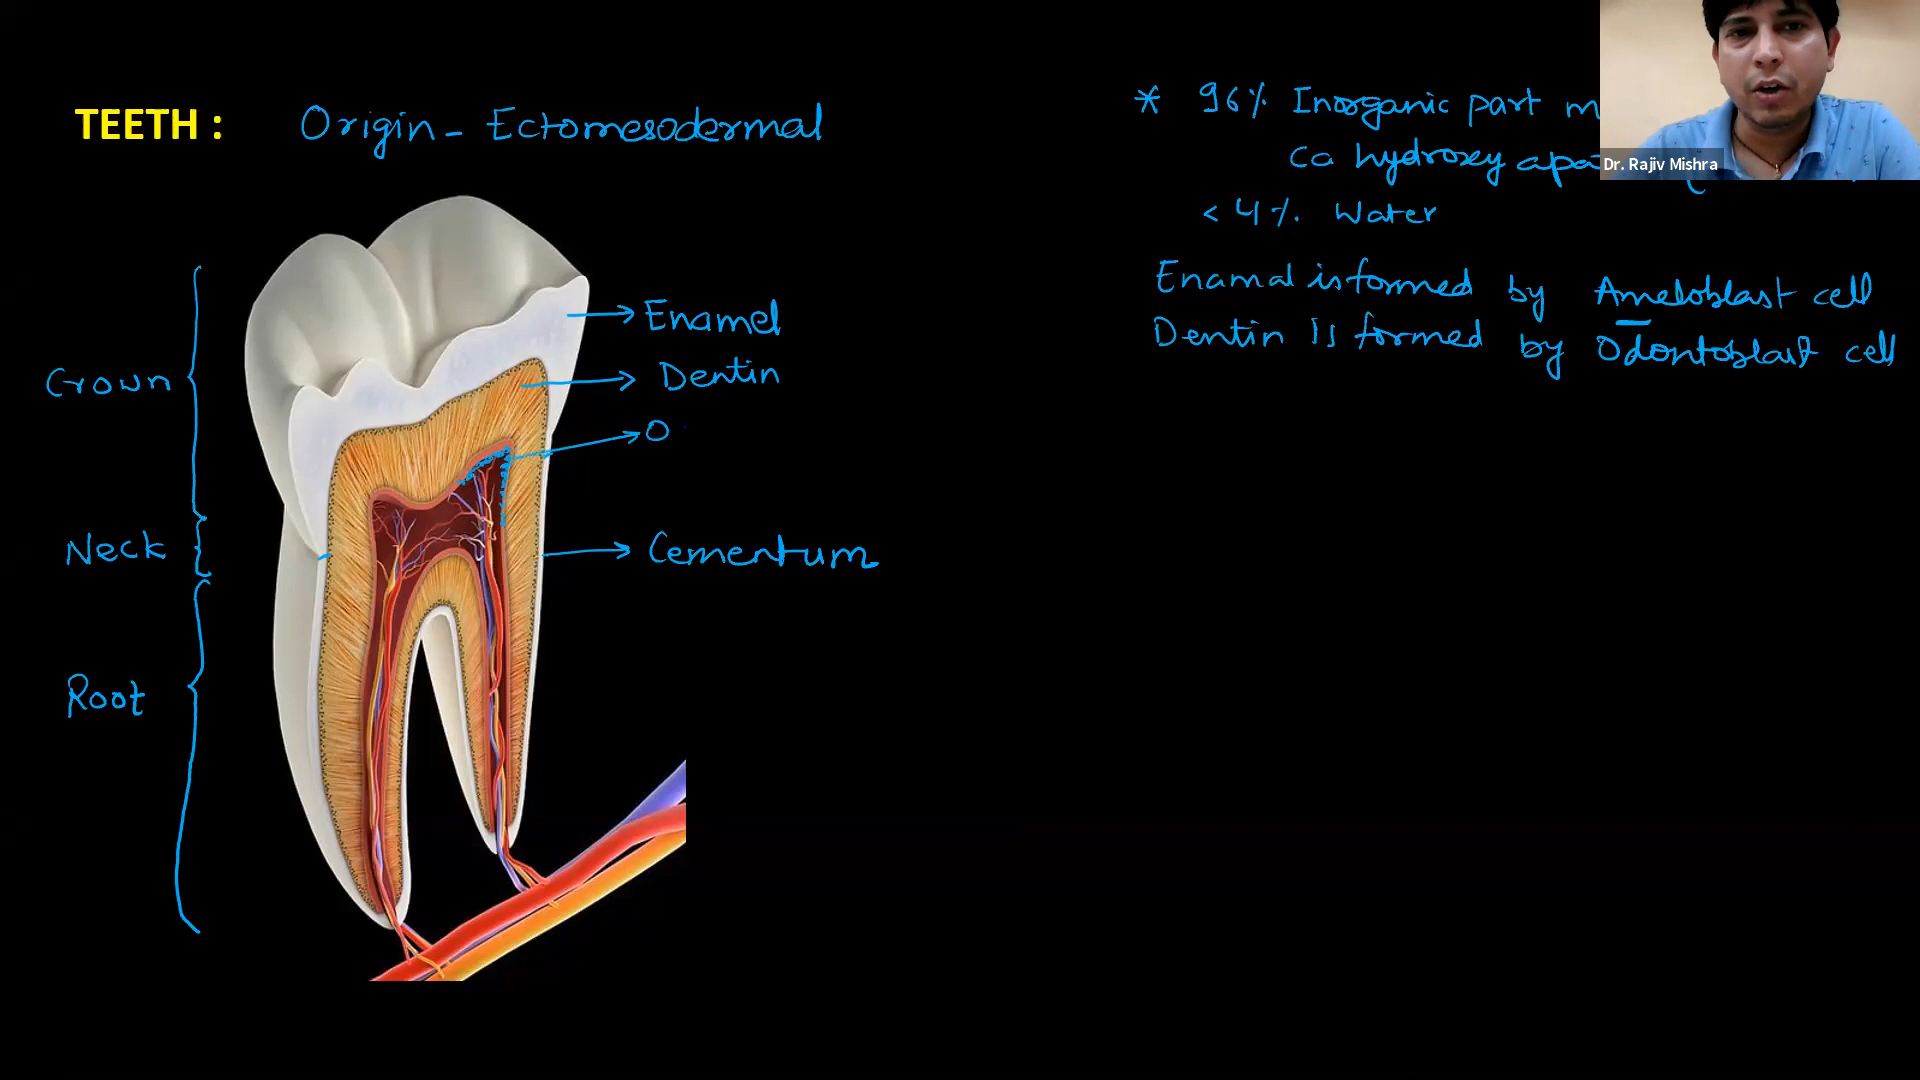 TEETH : Origin - Ectomesodermal
* 96% Inorganic part
Ca hydroxy
< 4% Water
Enamal is formed by Ameloblast cell
Dentin Is formed by Odontoblast cell
Dr. Rajiv Mishra
Enamel
Dentin
O
Cementum
Crown
Neck
Root